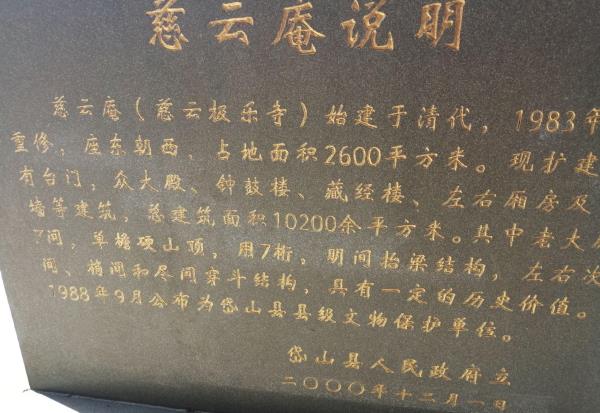 慈云庵说明
慈云庵（慈云极乐寺）始建于清代，1983年
重修，座东朝西，占地面积2600平方米。现扩建
有台门，众大殿、钟鼓楼、藏经楼、左右厢房及
墙等建筑，总建筑面积10200余平方米。其中老大
7间，单檐硬山顶，用7桁，明间抬梁结构，左右次
间、梢间和尽间穿斗结构，具有一定的历史价值。
1988年9月公布为岱山县县级文物保护单位。
岱山县人民政府立
二〇〇〇年十二月一日